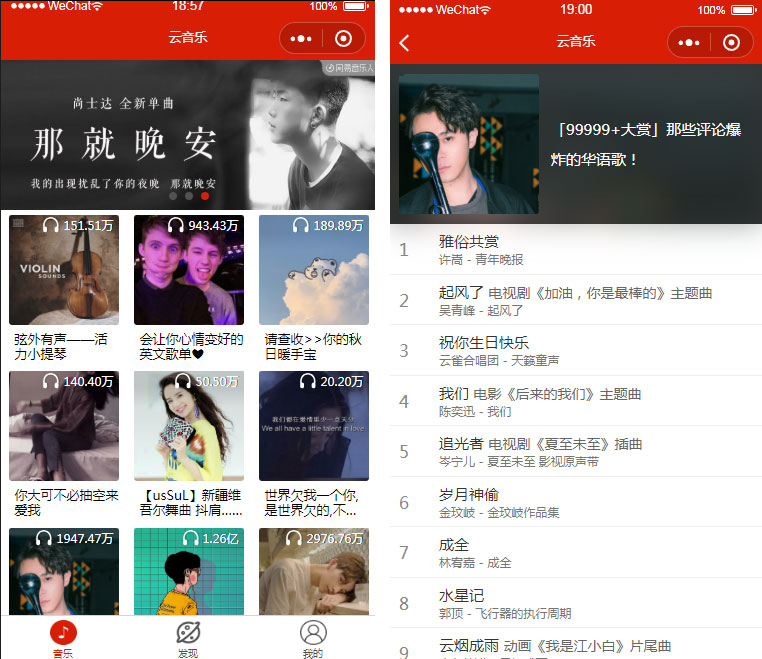 WeChat
18:57
100%
云音乐
网易音乐人
尚士达 全新单曲
那就晚安
我的出现扰乱了你的夜晚 那就晚安
151.51万
943.43万
189.89万
VIOLIN
SOUNDS
弦外有声——活
力小提琴
会让你心情变好的
英文歌单♥
请查收>>你的秋
日暖手宝
140.40万
50.50万
20.20万
我们都在爱情里少一点天分
We all have a little talent in love
你大可不必抽空来
爱我
【usSuL】新疆维
吾尔舞曲 抖肩……
世界欠我一个你,
是世界欠的,不...
1947.47万
1.26亿
2976.76万
音乐
发现
我的
WeChat
19:00
100%
云音乐
「99999+大赏」那些评论爆
炸的华语歌！
1
雅俗共赏
许嵩 - 青年晚报
2
起风了 电视剧《加油，你是最棒的》主题曲
吴青峰 - 起风了
3
祝你生日快乐
云雀合唱团 - 天籁童声
4
我们 电影《后来的我们》主题曲
陈奕迅 - 我们
5
追光者 电视剧《夏至未至》插曲
岑宁儿 - 夏至未至 影视原声带
6
岁月神偷
金玟岐 - 金玟岐作品集
7
成全
林宥嘉 - 成全
8
水星记
郭顶 - 飞行器的执行周期
9
云烟成雨 动画《我是江小白》片尾曲